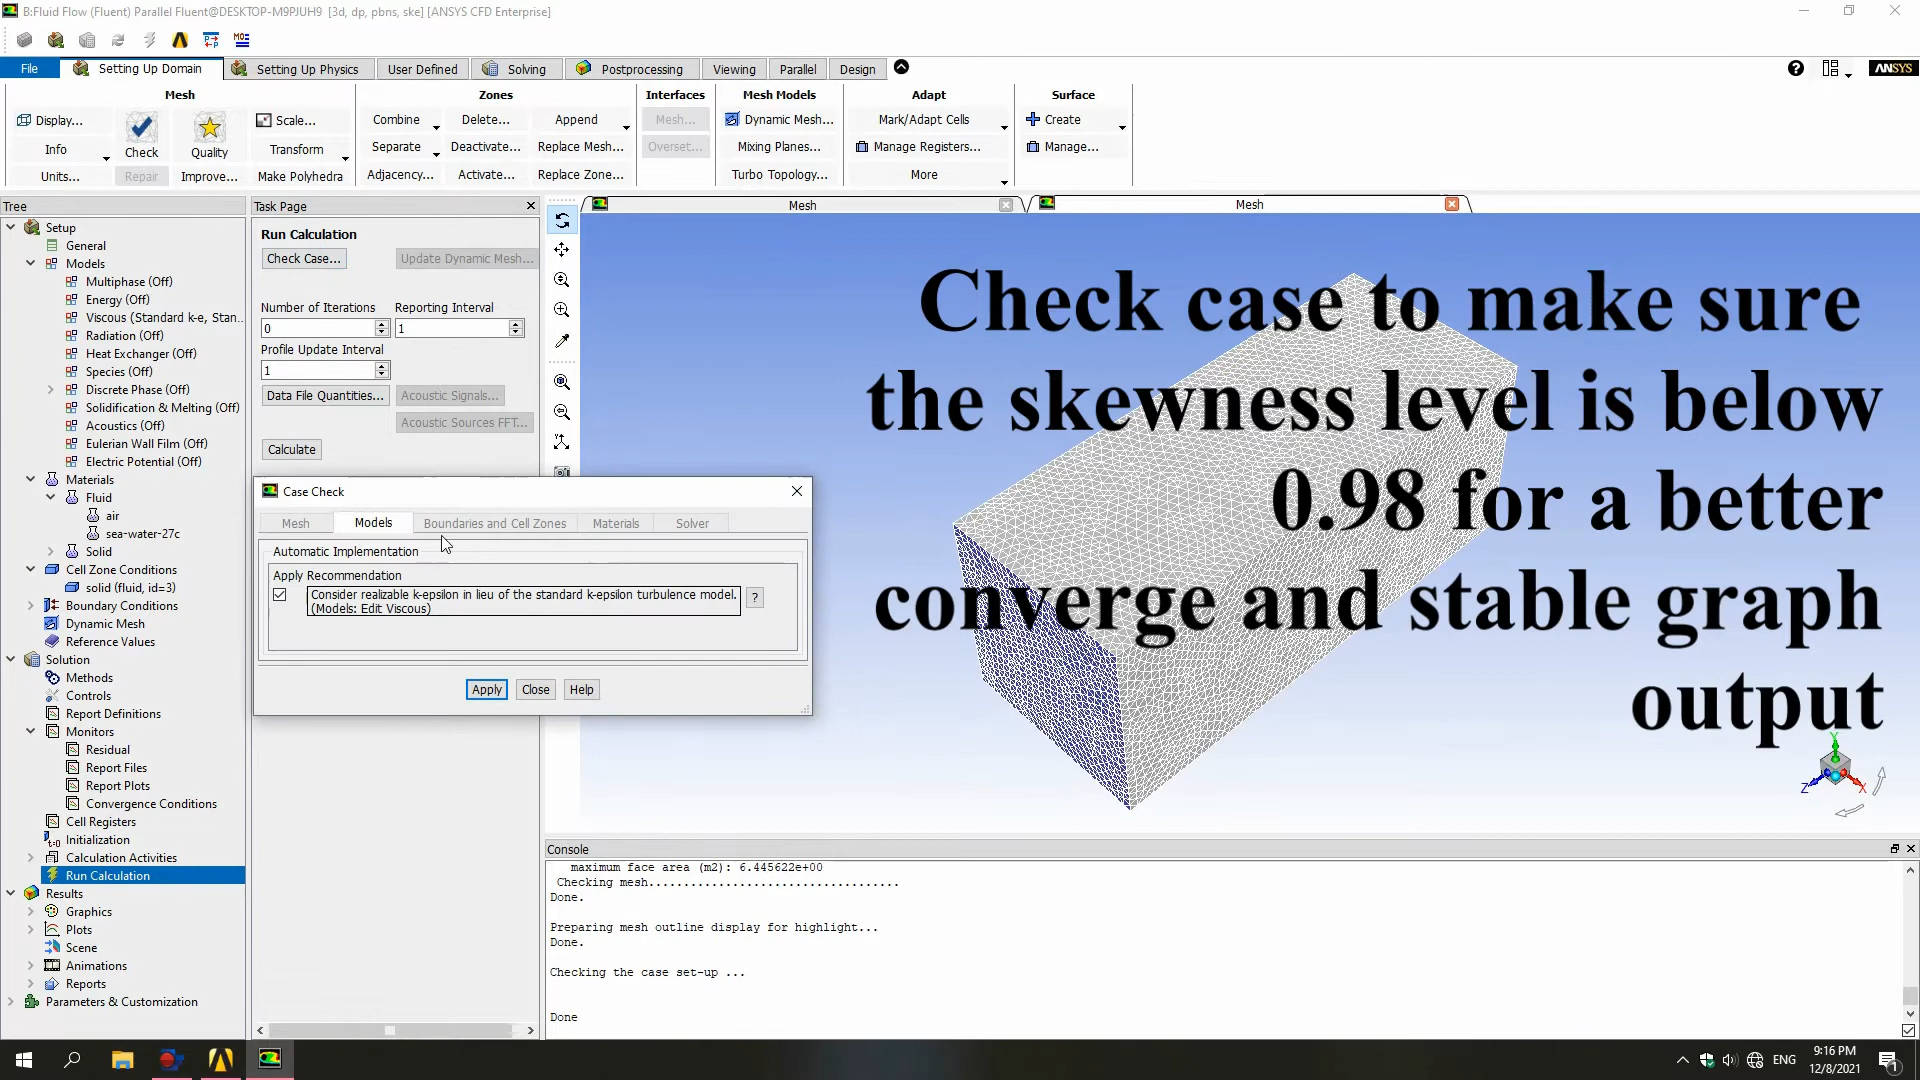 B:Fluid Flow (Fluent) Parallel Fluent@DESKTOP-M9PJUH9 [3d, dp, pbns, ske] [ANSYS CFD Enterprise]
File
Setting Up Domain
Setting Up Physics
User Defined
Solving
Postprocessing
Viewing
Parallel
Design
ANSYS
Mesh
Zones
Interfaces
Mesh Models
Adapt
Surface
Display...
Scale...
Combine
Delete...
Append
Mesh...
Dynamic Mesh...
Mark/Adapt Cells
Create
Info
Check
Quality
Transform
Separate
Deactivate...
Replace Mesh...
Overset...
Mixing Planes...
Manage Registers...
Manage...
Units...
Repair
Improve...
Make Polyhedra
Adjacency...
Activate...
Replace Zone...
Turbo Topology...
More
Tree
Setup
General
Models
Multiphase (Off)
Energy (Off)
Viscous (Standard k-e, Stan...
Radiation (Off)
Heat Exchanger (Off)
Species (Off)
Discrete Phase (Off)
Solidification & Melting (Off)
Acoustics (Off)
Eulerian Wall Film (Off)
Electric Potential (Off)
Materials
Fluid
air
sea-water-27c
Solid
Cell Zone Conditions
solid (fluid, id=3)
Boundary Conditions
Dynamic Mesh
Reference Values
Solution
Methods
Controls
Report Definitions
Monitors
Residual
Report Files
Report Plots
Convergence Conditions
Cell Registers
Initialization
Calculation Activities
Run Calculation
Results
Graphics
Plots
Scene
Animations
Reports
Parameters & Customization
Task Page
Run Calculation
Check Case...
Update Dynamic Mesh...
Number of Iterations
Reporting Interval
0
1
Profile Update Interval
1
Data File Quantities...
Acoustic Signals...
Acoustic Sources FFT...
Calculate
Case Check
Mesh
Models
Boundaries and Cell Zones
Materials
Solver
Automatic Implementation
Apply Recommendation
Consider realizable k-epsilon in lieu of the standard k-epsilon turbulence model.
(Models: Edit Viscous)
?
Apply
Close
Help
Mesh
Mesh
Check case to make sure
the skewness level is below
0.98 for a better
converge and stable graph
output
Y
Z
X
Console
maximum face area (m2): 6.445622e+00
Checking mesh...................................
Done.
Preparing mesh outline display for highlight...
Done.
Checking the case set-up ...
Done
ENG
9:16 PM
12/8/2021
1